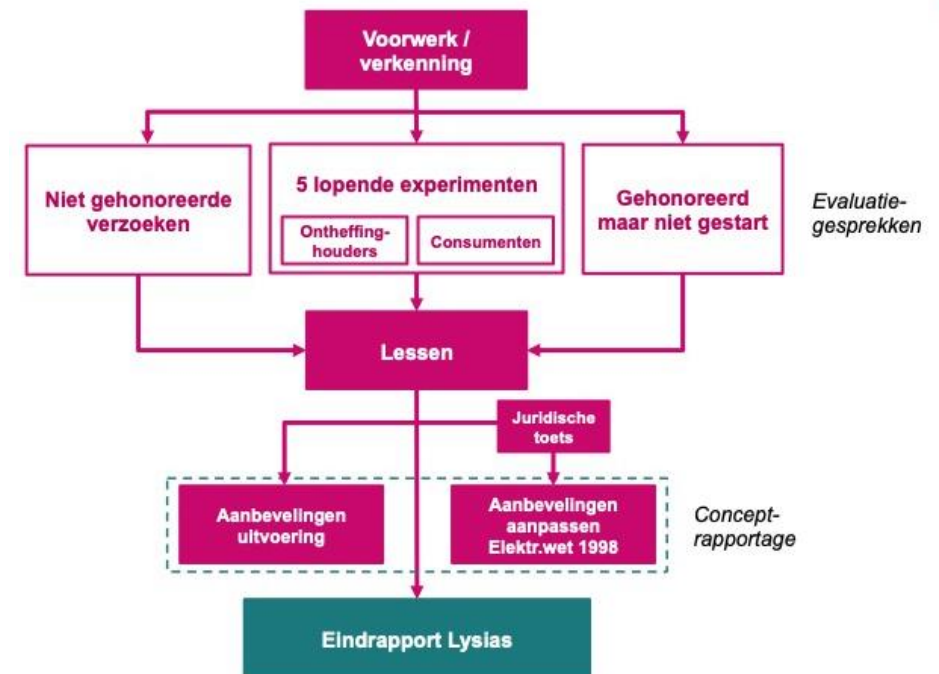 Voorwerk /
verkenning
Niet gehonoreerde
verzoeken
5 lopende experimenten
Ontheffing-
houders
Consumenten
Gehonoreerd
maar niet gestart
Evaluatie-
gesprekken
Lessen
Juridische
toets
Aanbevelingen
uitvoering
Aanbevelingen
aanpassen
Elektr.wet 1998
Concept-
rapportage
Eindrapport Lysias